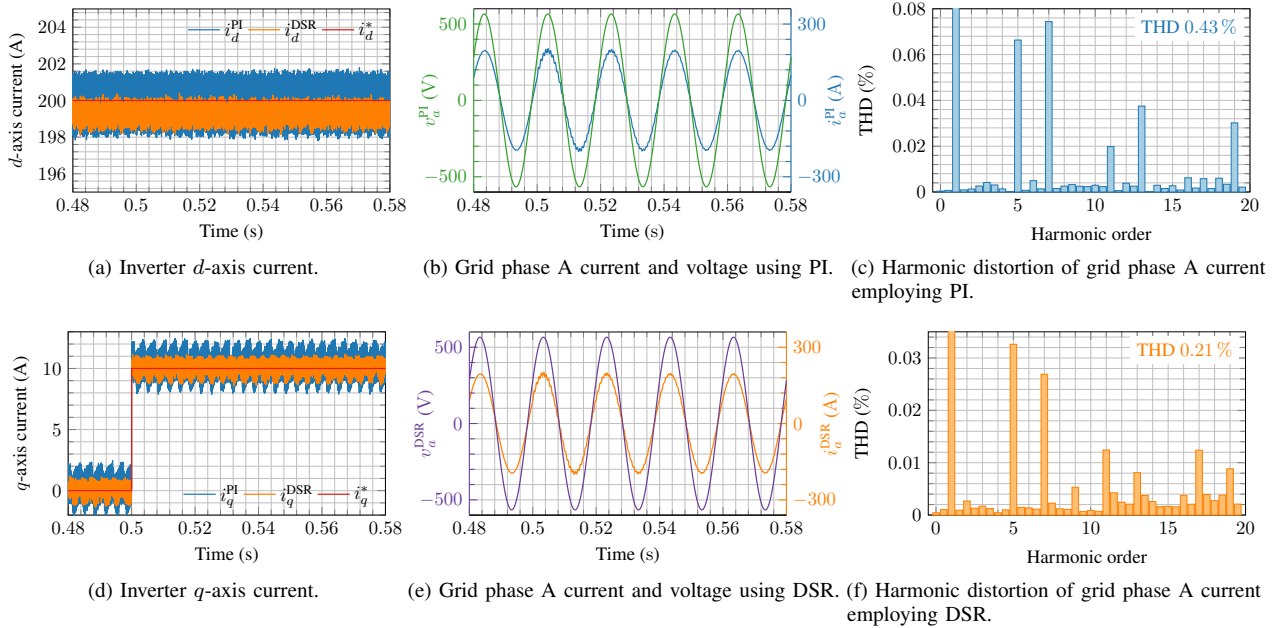 205
202
201
200
198
196
195
d-axis current (A)
i_d^PI i_d^DSR i_d^*
0.48 0.5 0.52 0.54 0.56 0.58
Time (s)
(a) Inverter d-axis current.
500
0
−500
v_a^PI (V)
300
0
−300
i_a^PI (A)
0.48 0.5 0.52 0.54 0.56 0.58
Time (s)
(b) Grid phase A current and voltage using PI.
0.08
0.06
0.04
0.02
0
THD (%)
THD 0.43 %
0 5 10 15 20
Harmonic order
(c) Harmonic distortion of grid phase A current
employing PI.
10
5
0
q-axis current (A)
i_q^PI i_q^DSR i_q^*
0.48 0.5 0.52 0.54 0.56 0.58
Time (s)
(d) Inverter q-axis current.
500
0
−500
v_a^DSR (V)
300
0
−300
i_a^DSR (A)
0.48 0.5 0.52 0.54 0.56 0.58
Time (s)
(e) Grid phase A current and voltage using DSR.
0.03
0.02
0.01
0
THD (%)
THD 0.21 %
0 5 10 15 20
Harmonic order
(f) Harmonic distortion of grid phase A current
employing DSR.